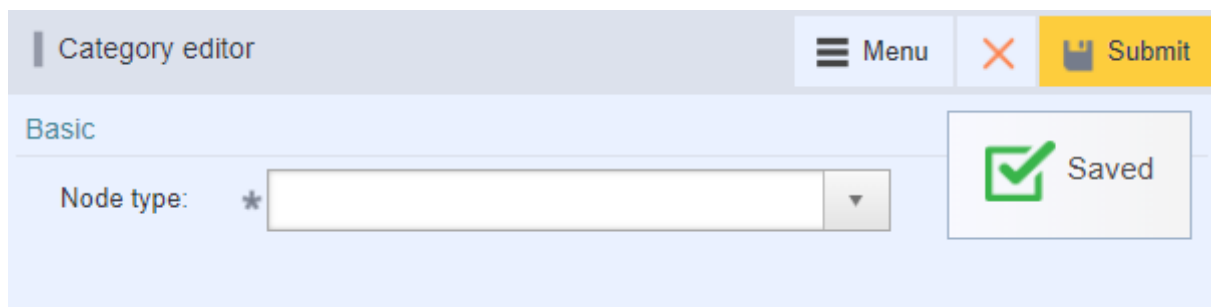 Category editor
Menu
Submit
Basic
Node type: *
Saved